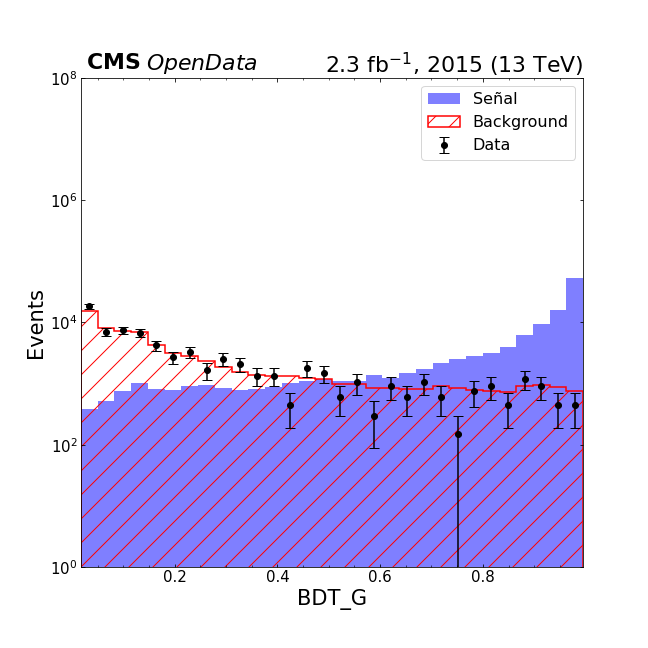 CMS OpenData 2.3 fb⁻¹, 2015 (13 TeV)
Señal
Background
Data
Events
10⁸
10⁶
10⁴
10²
10⁰
0.2 0.4 0.6 0.8
BDT_G